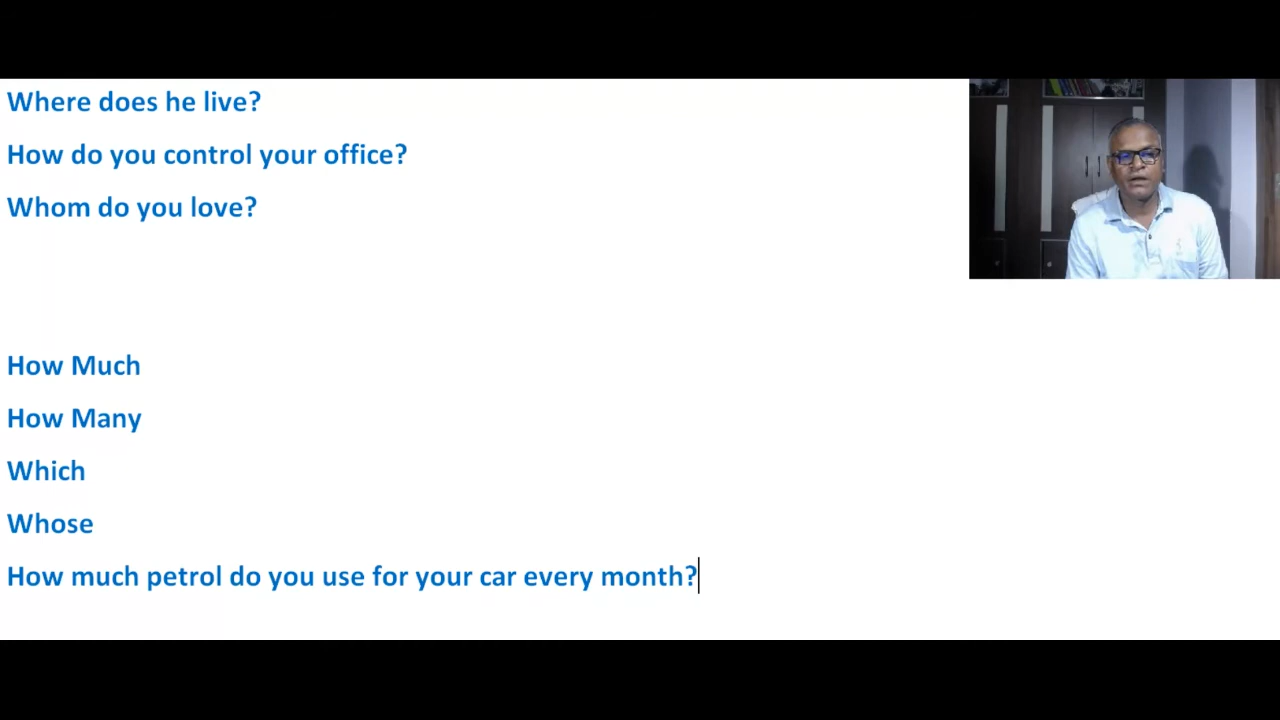 Where does he live?
How do you control your office?
Whom do you love?
How Much
How Many
Which
Whose
How much petrol do you use for your car every month?